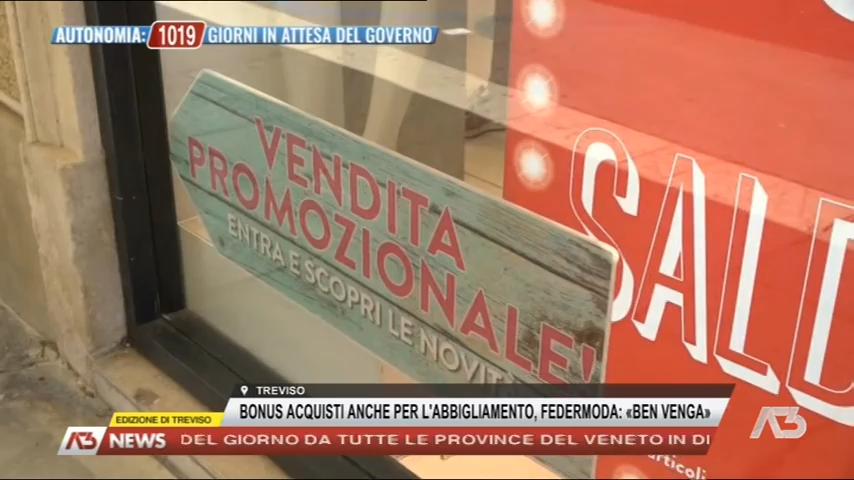 AUTONOMIA: 1019 GIORNI IN ATTESA DEL GOVERNO
VENDITA
PROMOZIONALE!
ENTRA E SCOPRI LE NOVIT
SALD
articoli
TREVISO
BONUS ACQUISTI ANCHE PER L'ABBIGLIAMENTO, FEDERMODA: «BEN VENGA»
EDIZIONE DI TREVISO
A3 NEWS DEL GIORNO DA TUTTE LE PROVINCE DEL VENETO IN DI
A3